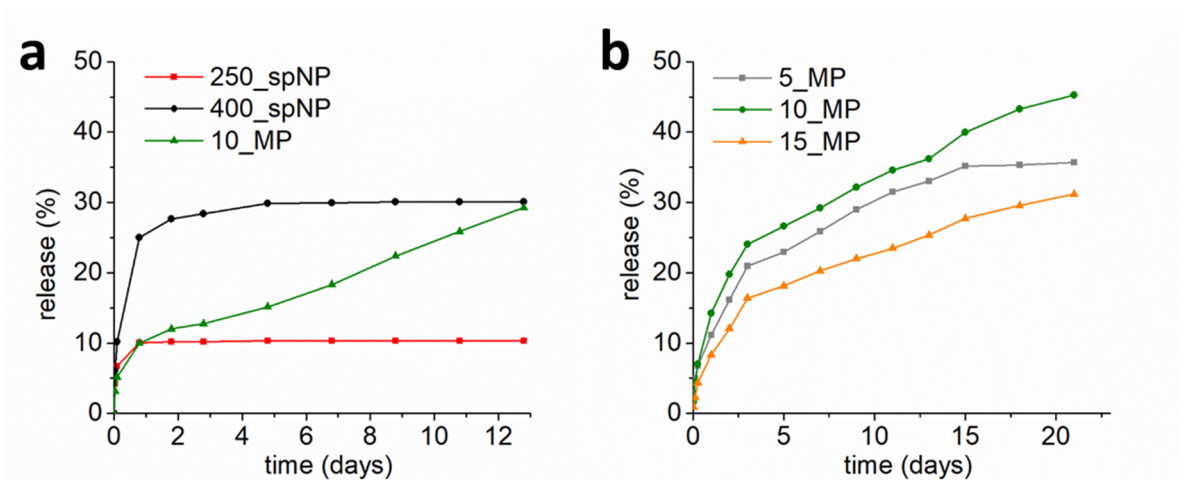 a
50
40
30
20
10
0
release (%)
250_spNP
400_spNP
10_MP
0 2 4 6 8 10 12
time (days)
b
50
40
30
20
10
0
release (%)
5_MP
10_MP
15_MP
0 5 10 15 20
time (days)